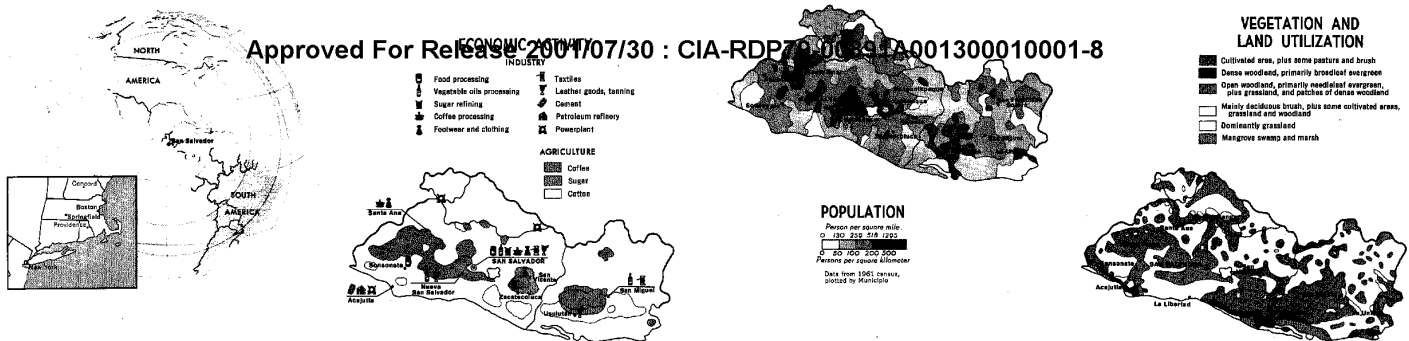 Approved For Release 2001/07/30 : CIA-RDP79-00891A001300010001-8
NORTH
AMERICA
San Salvador
SOUTH
AMERICA
Concord
Boston
Springfield
Providence
New York
ECONOMIC ACTIVITY
INDUSTRY
Food processing
Vegetable oils processing
Sugar refining
Coffee processing
Footwear and clothing
Textiles
Leather goods, tanning
Cement
Petroleum refinery
Powerplant
AGRICULTURE
Coffee
Sugar
Cotton
Santa Ana
Sonsonate
SAN SALVADOR
Nueva
San Salvador
Acajutla
San
Vicente
Zacatecoluca
Usulután
San Miguel
POPULATION
Person per square mile
0 130 259 518 1295
0 50 100 200 500
Persons per square kilometer
Data from 1961 census,
plotted by Municipio
VEGETATION AND
LAND UTILIZATION
Cultivated area, plus some pasture and brush
Dense woodland, primarily broadleaf evergreen
Open woodland, primarily needleleaf evergreen,
plus grassland, and patches of dense woodland
Mainly deciduous brush, plus some cultivated areas,
grassland and woodland
Dominantly grassland
Mangrove swamp and marsh
Santa Ana
Sonsonate
Acajutla
La Libertad